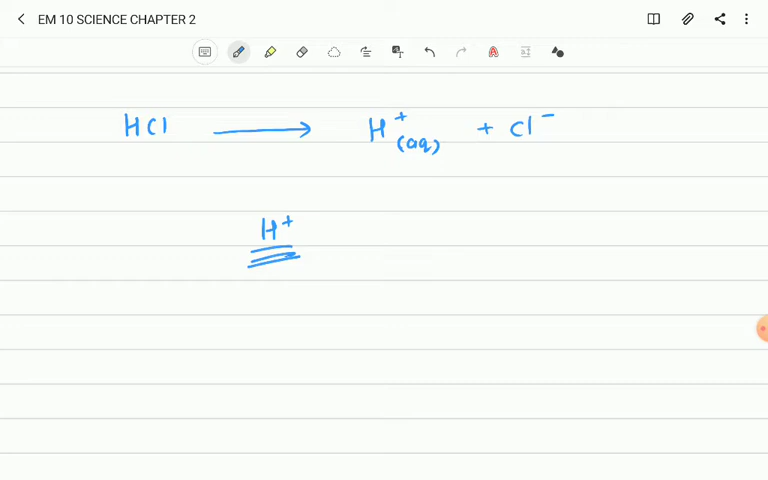 EM 10 SCIENCE CHAPTER 2
HCl ⟶ H⁺(aq) + Cl⁻
H⁺